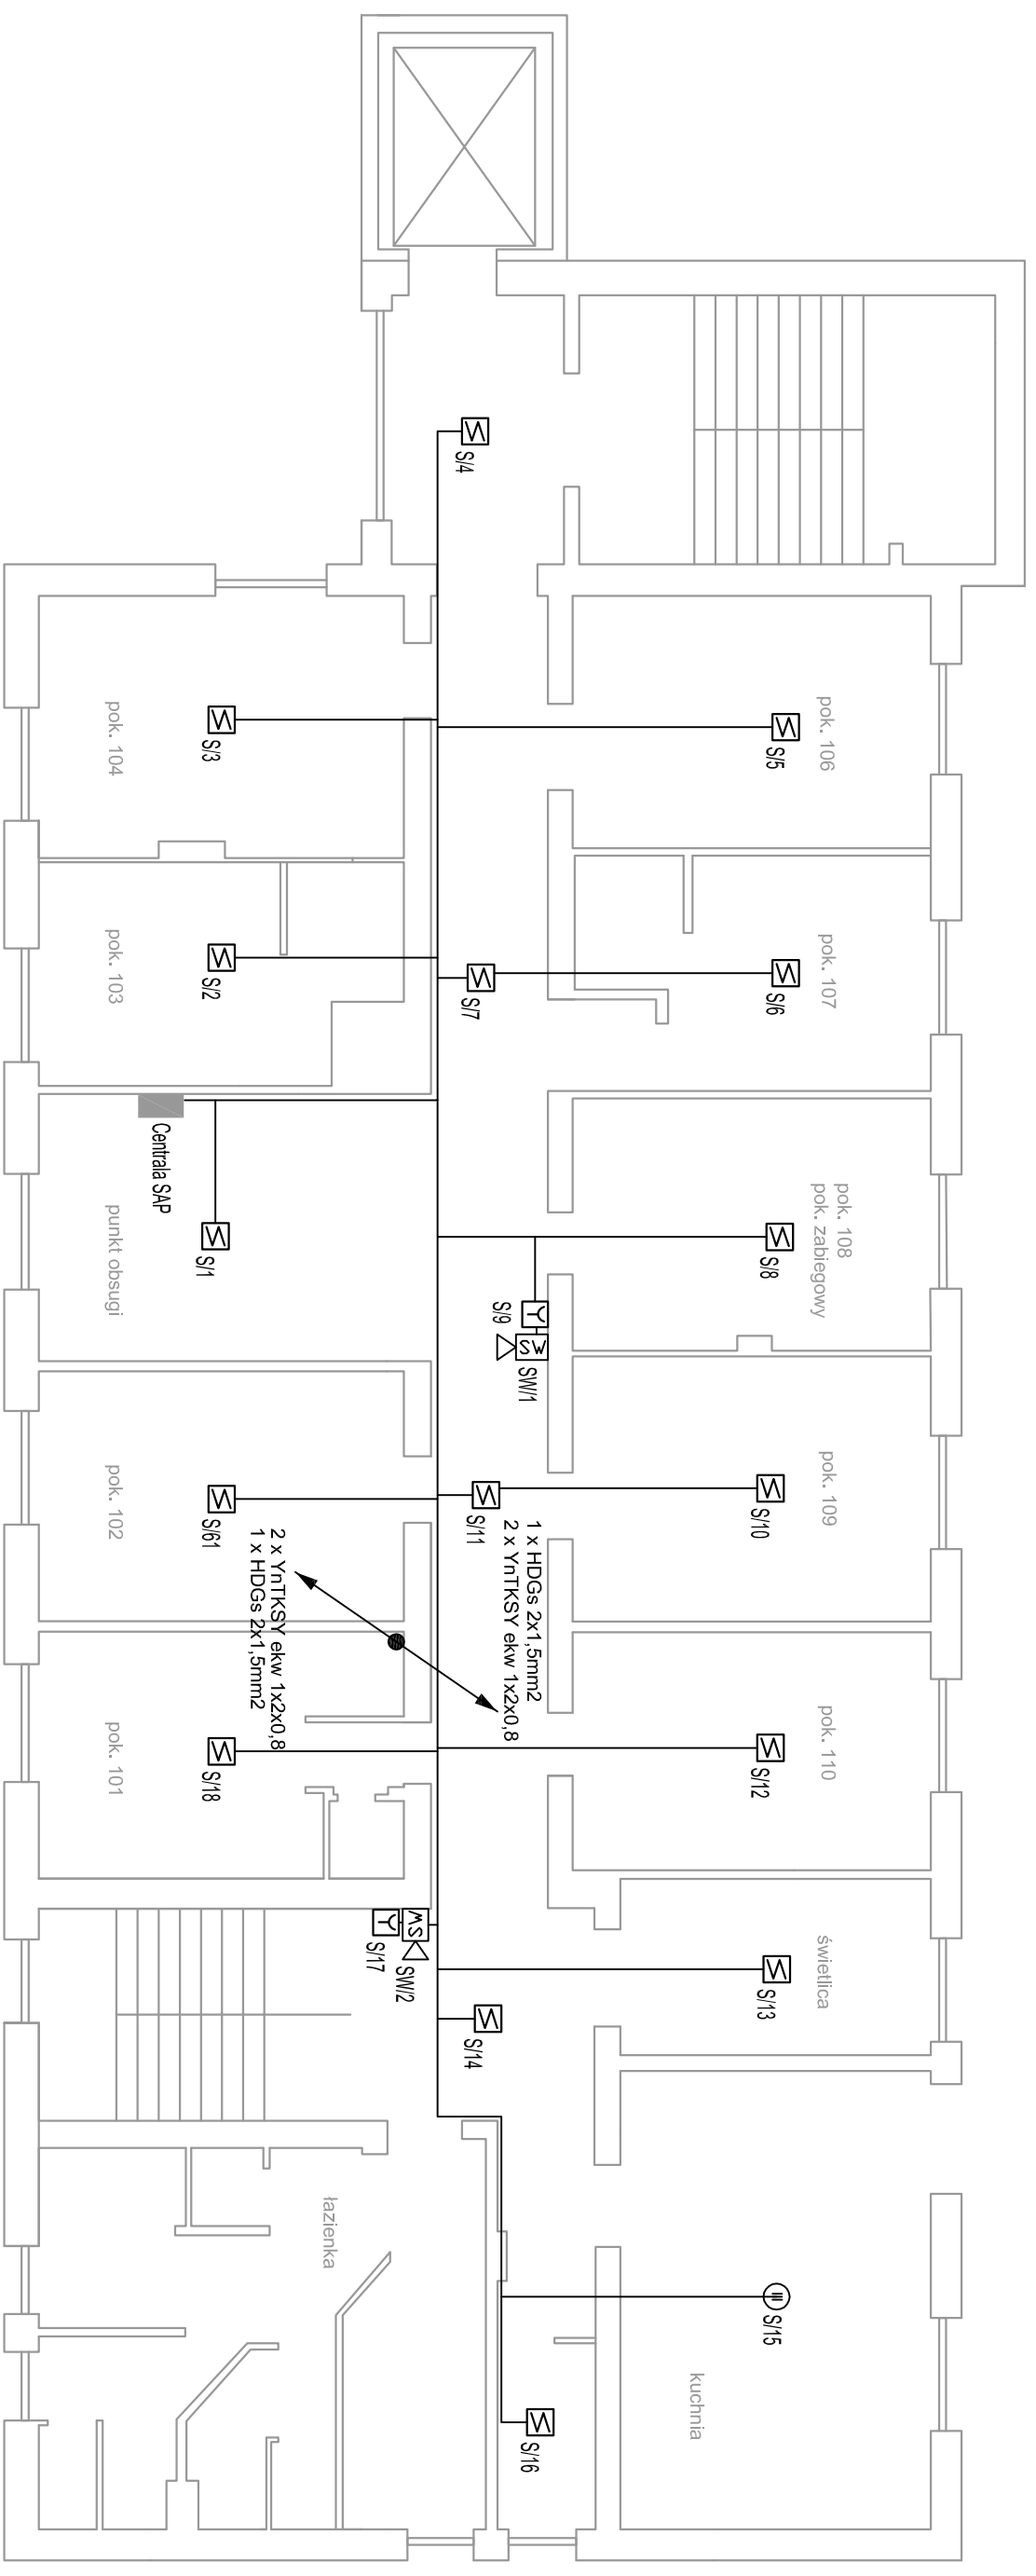 S/4
pok. 104
S/3
S/5
pok. 106
pok. 103
S/2
S/7
S/6
pok. 107
Centrala SAP
punkt obsugi
S/1
S/9
SW
SW/1
S/8
pok. 108
pok. zabiegowy
pok. 102
S/61
S/11
S/10
pok. 109
1 x HDGs 2x1,5mm2
2 x YnTKSY ekw 1x2x0,8
2 x YnTKSY ekw 1x2x0,8
1 x HDGs 2x1,5mm2
pok. 101
S/18
S/12
pok. 110
S/17
SW
SW/2
S/13
świetlica
S/14
łazienka
S/15
kuchnia
S/16